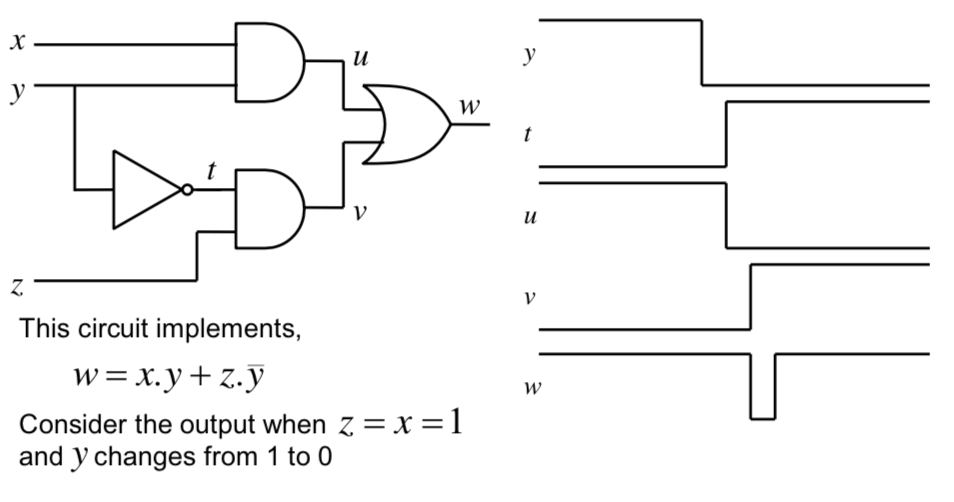 x
y
t
z
u
v
w
y
t
u
v
w
This circuit implements,
w = x.y + z.ȳ
Consider the output when z = x = 1
and y changes from 1 to 0